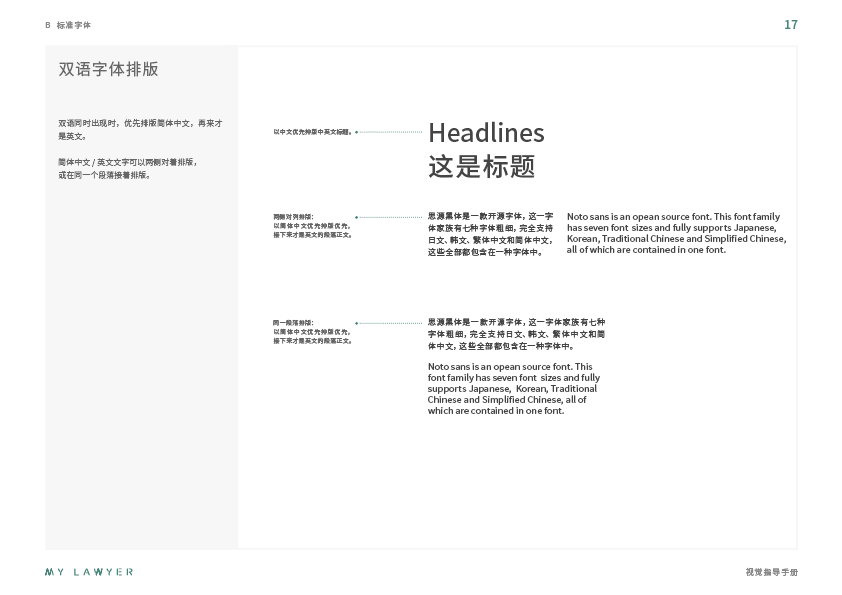 B 标准字体
17
双语字体排版
双语同时出现时，优先排版简体中文，再来才
是英文。
简体中文 / 英文文字可以两侧对着排版，
或在同一个段落接着排版。
以中文优先排版中英文标题。
Headlines
这是标题
两侧对列排版：
以简体中文优先排版优先，
接下来才是英文的段落正文。
思源黑体是一款开源字体，这一字
体家族有七种字体粗细，完全支持
日文、韩文、繁体中文和简体中文，
这些全部都包含在一种字体中。
Noto sans is an opean source font. This font family
has seven font sizes and fully supports Japanese,
Korean, Traditional Chinese and Simplified Chinese,
all of which are contained in one font.
同一段落排版：
以简体中文优先排版优先，
接下来才是英文的段落正文。
思源黑体是一款开源字体，这一字体家族有七种
字体粗细，完全支持日文、韩文、繁体中文和简
体中文，这些全部都包含在一种字体中。
Noto sans is an opean source font. This
font family has seven font sizes and fully
supports Japanese, Korean, Traditional
Chinese and Simplified Chinese, all of
which are contained in one font.
MY LAWYER
视觉指导手册